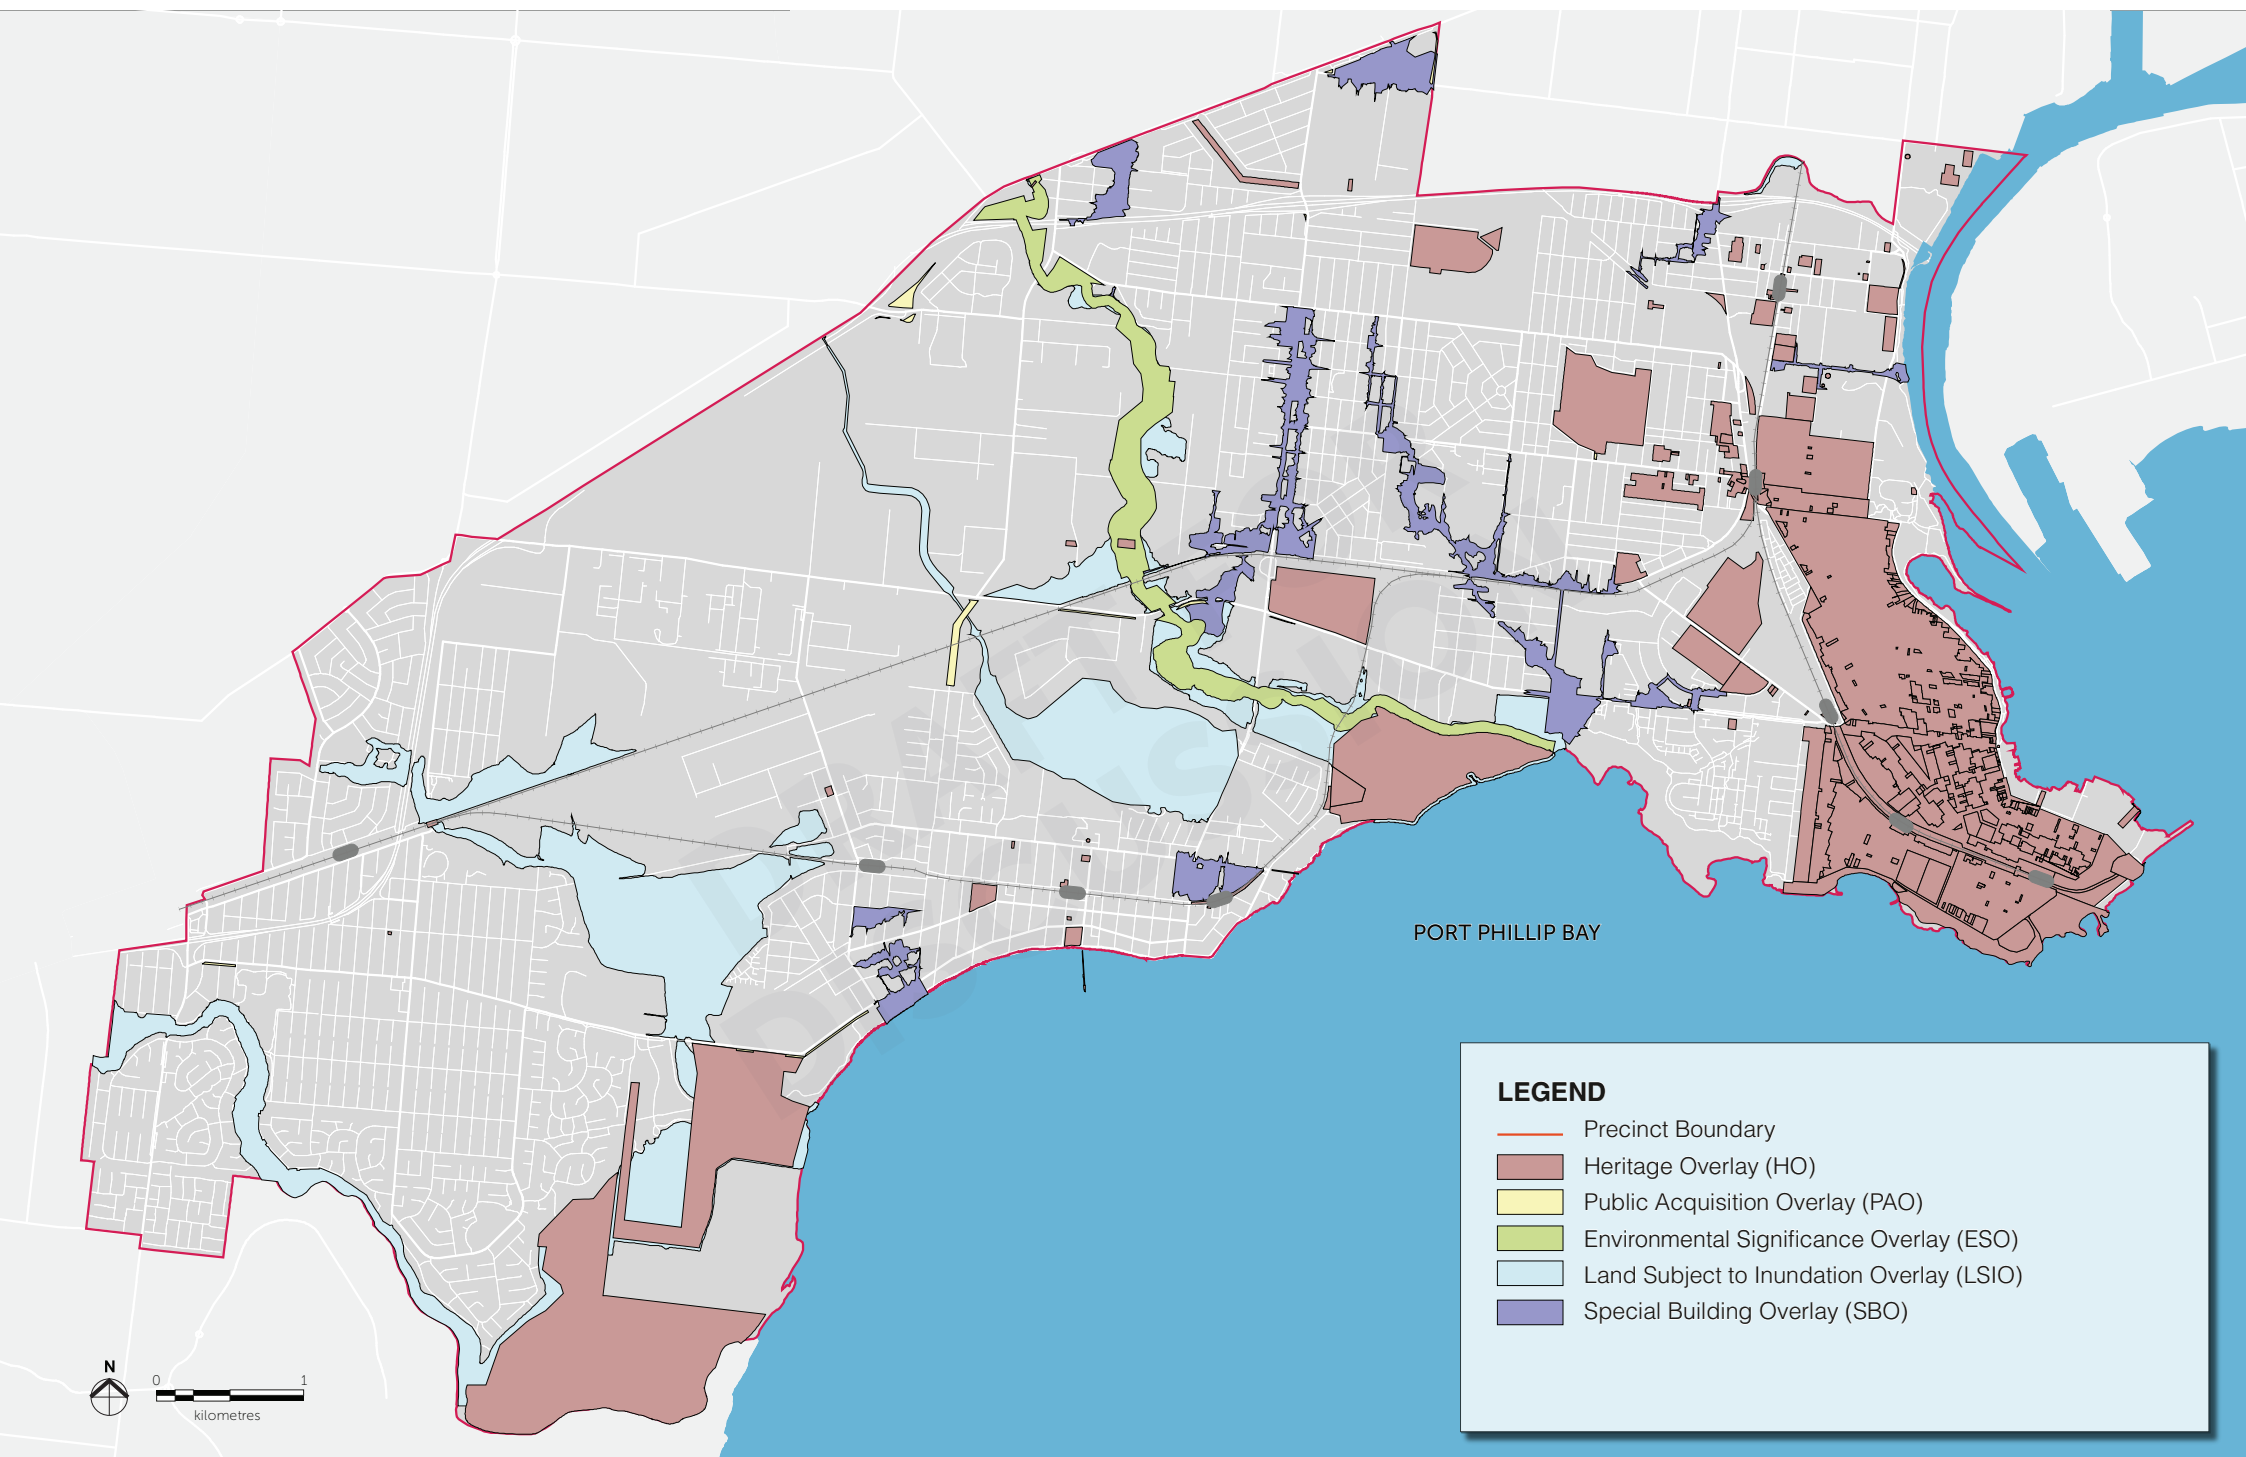 PORT PHILLIP BAY
LEGEND
Precinct Boundary
Heritage Overlay (HO)
Public Acquisition Overlay (PAO)
Environmental Significance Overlay (ESO)
Land Subject to Inundation Overlay (LSIO)
Special Building Overlay (SBO)
N
0 1
kilometres